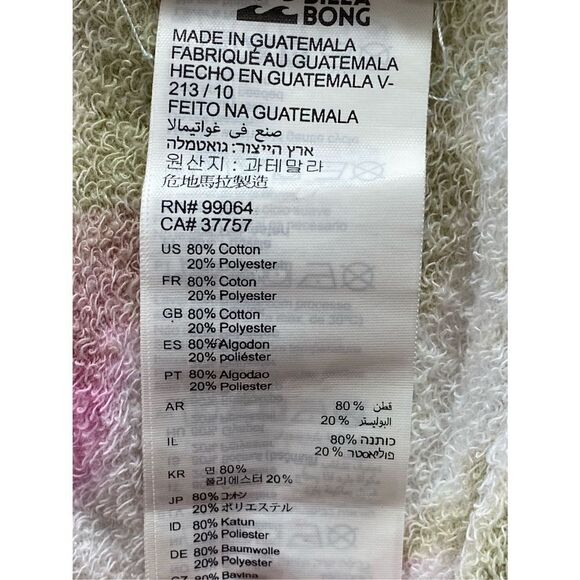 BILLA
BONG
MADE IN GUATEMALA
FABRIQUÉ AU GUATEMALA
HECHO EN GUATEMALA V-
213 / 10
FEITO NA GUATEMALA
صنع في غواتيمالا
ארץ הייצור: גואטמלה
원산지 : 과테말라
危地馬拉製造
RN# 99064
CA# 37757
US 80% Cotton
20% Polyester
FR 80% Coton
20% Polyester
GB 80% Cotton
20% Polyester
ES 80% Algodon
20% poliéster
PT 80% Algodao
20% Poliester
AR 80% قطن
20% البوليستر
IL 80% כותנה
20% פוליאסטר
KR 면 80%
폴리에스터 20%
JP 80% コットン
20% ポリエステル
ID 80% Katun
20% Poliester
DE 80% Baumwolle
20% Polyester
CZ 80% Bavlna